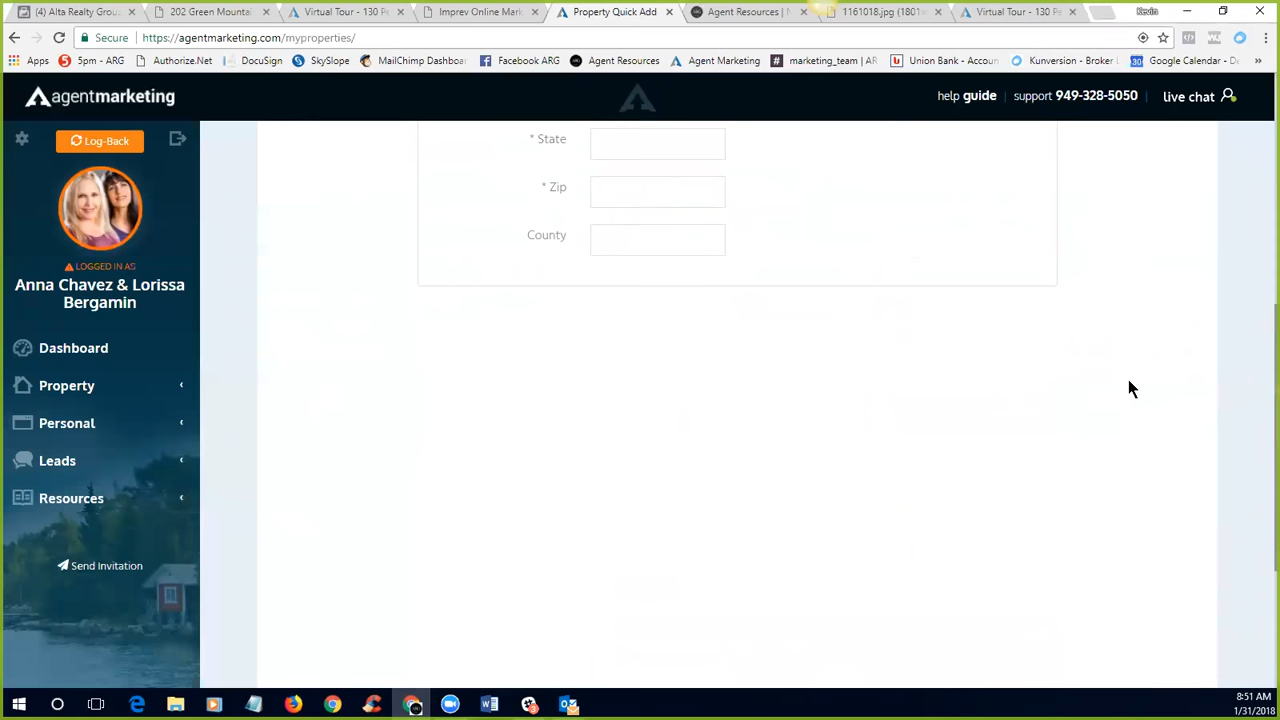 (4) Alta Realty Grou
202 Green Mounta
Virtual Tour - 130 P
Imprev Online Mark
Property Quick Add
Agent Resources | N
1161018.jpg (1801
Virtual Tour - 130 P
Kevin
Secure
https://agentmarketing.com/myproperties/
Apps
5pm - ARG
Authorize.Net
DocuSign
SkySlope
MailChimp Dashboa
Facebook ARG
Agent Resources
Agent Marketing
marketing_team | AR
Union Bank - Accoun
Kunversion - Broker
Google Calendar - De
agentmarketing
help guide
support 949-328-5050
live chat
Log-Back
LOGGED IN AS
Anna Chavez & Lorissa
Bergamin
Dashboard
Property
Personal
Leads
Resources
Send Invitation
* State
* Zip
County
8:51 AM
1/31/2018